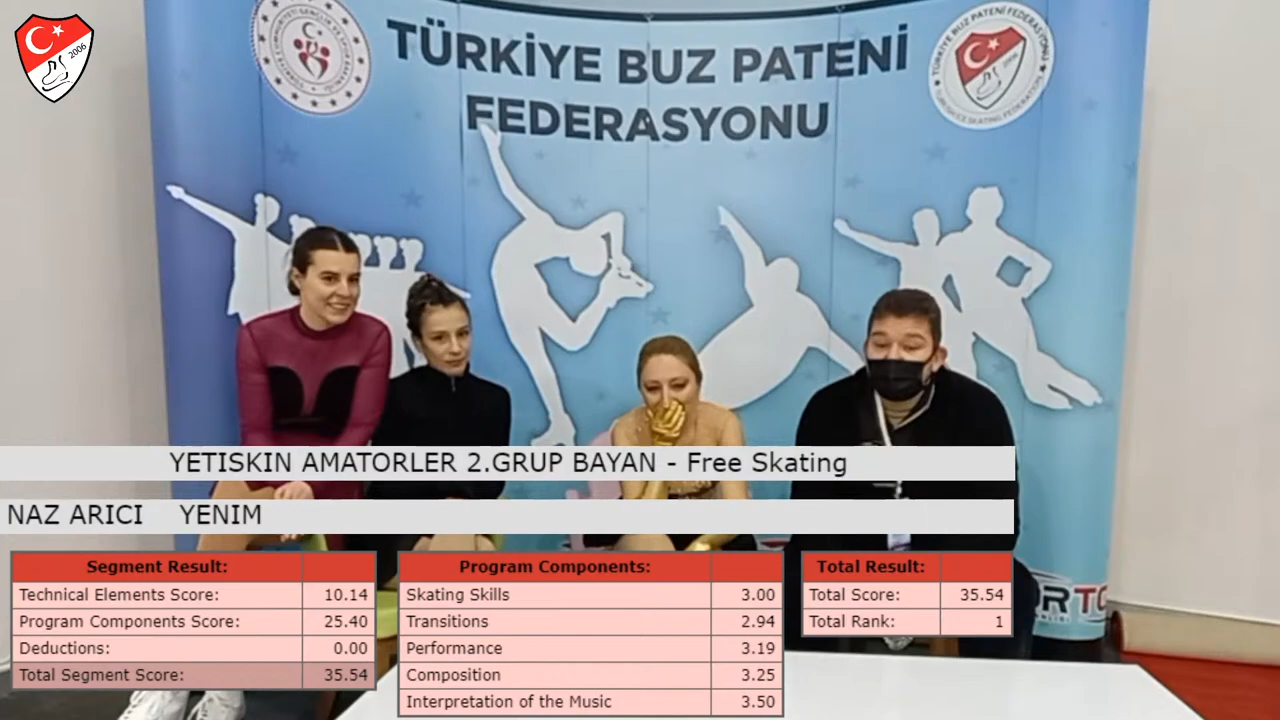 2006
TÜRKİYE BUZ PATENİ
FEDERASYONU
YETISKIN AMATORLER 2.GRUP BAYAN - Free Skating
NAZ ARICI YENIM
Segment Result:
Technical Elements Score: 10.14
Program Components Score: 25.40
Deductions: 0.00
Total Segment Score: 35.54
Program Components:
Skating Skills 3.00
Transitions 2.94
Performance 3.19
Composition 3.25
Interpretation of the Music 3.50
Total Result:
Total Score: 35.54
Total Rank: 1